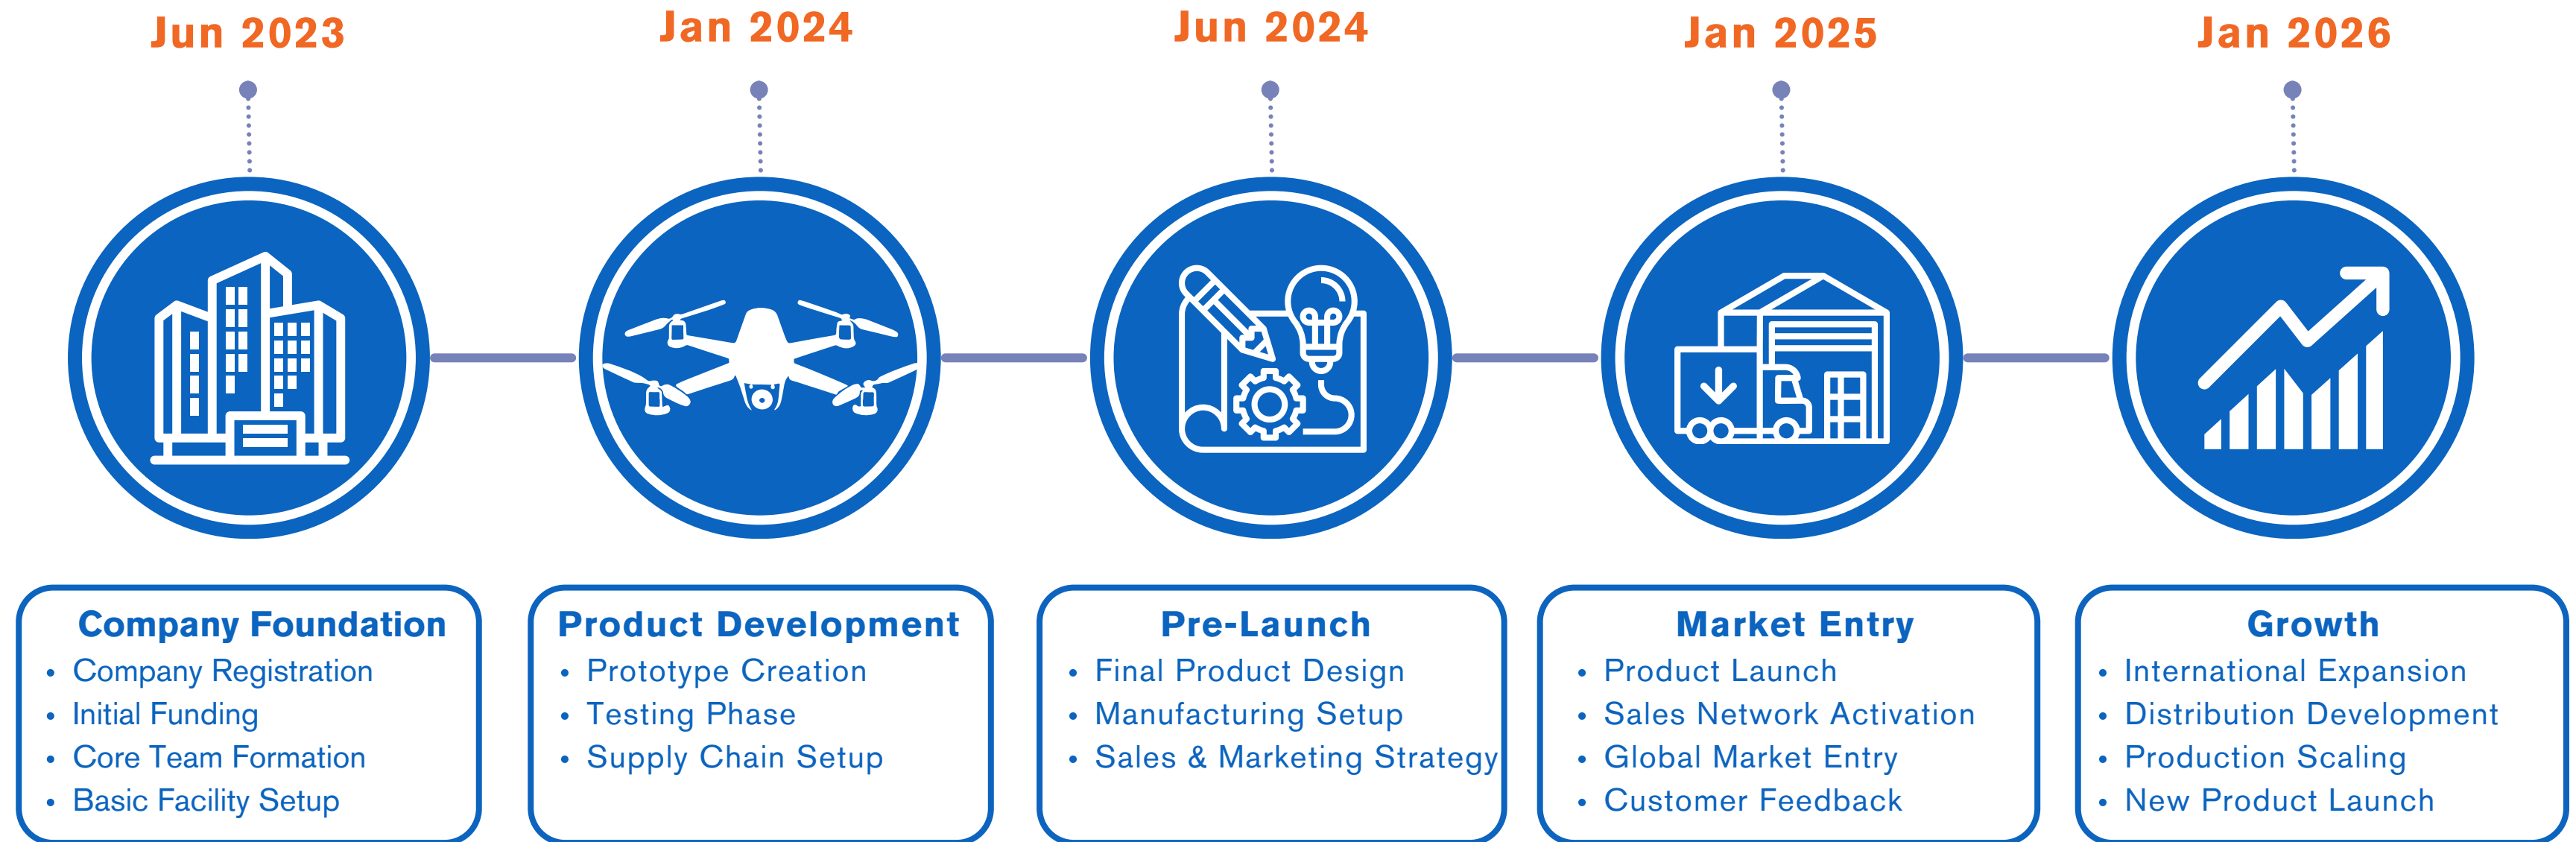 Jun 2023
Jan 2024
Jun 2024
Jan 2025
Jan 2026
Company Foundation
• Company Registration
• Initial Funding
• Core Team Formation
• Basic Facility Setup
Product Development
• Prototype Creation
• Testing Phase
• Supply Chain Setup
Pre-Launch
• Final Product Design
• Manufacturing Setup
• Sales & Marketing Strategy
Market Entry
• Product Launch
• Sales Network Activation
• Global Market Entry
• Customer Feedback
Growth
• International Expansion
• Distribution Development
• Production Scaling
• New Product Launch